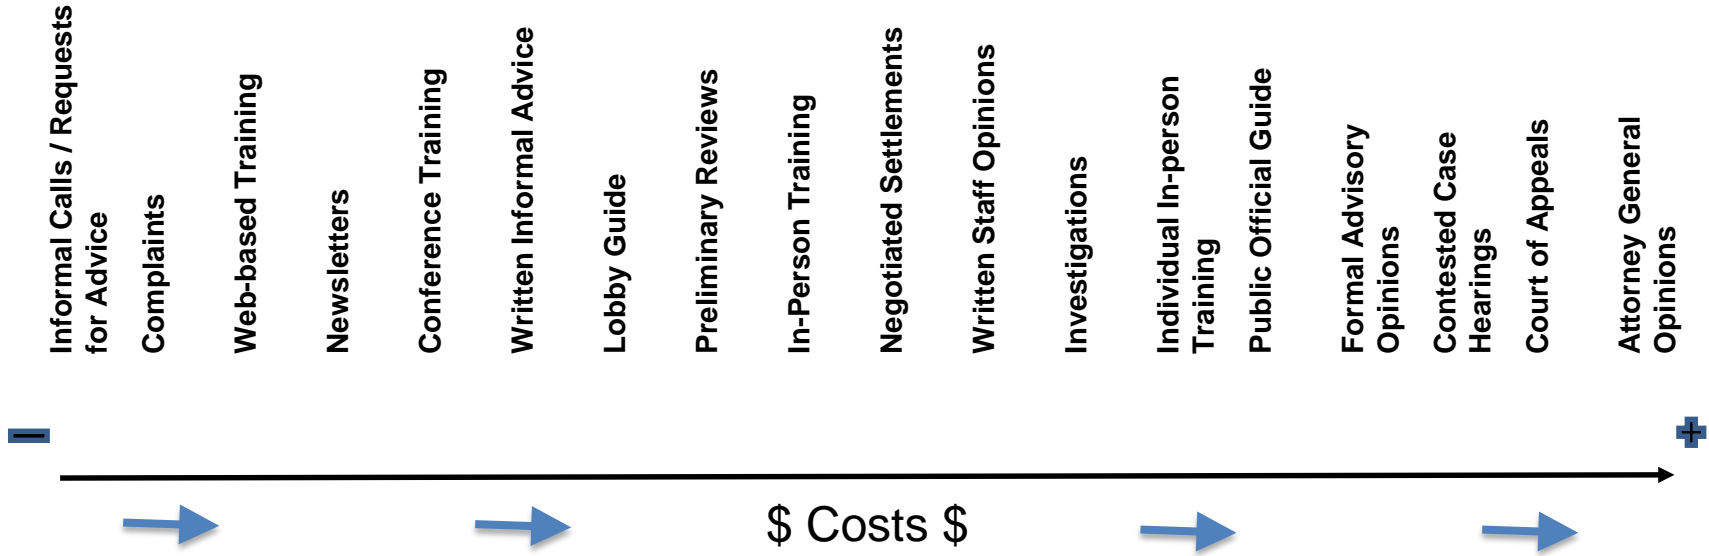 Informal Calls / Requests
for Advice
Complaints
Web-based Training
Newsletters
Conference Training
Written Informal Advice
Lobby Guide
Preliminary Reviews
In-Person Training
Negotiated Settlements
Written Staff Opinions
Investigations
Individual In-person
Training
Public Official Guide
Formal Advisory
Opinions
Contested Case
Hearings
Court of Appeals
Attorney General
Opinions
$ Costs $